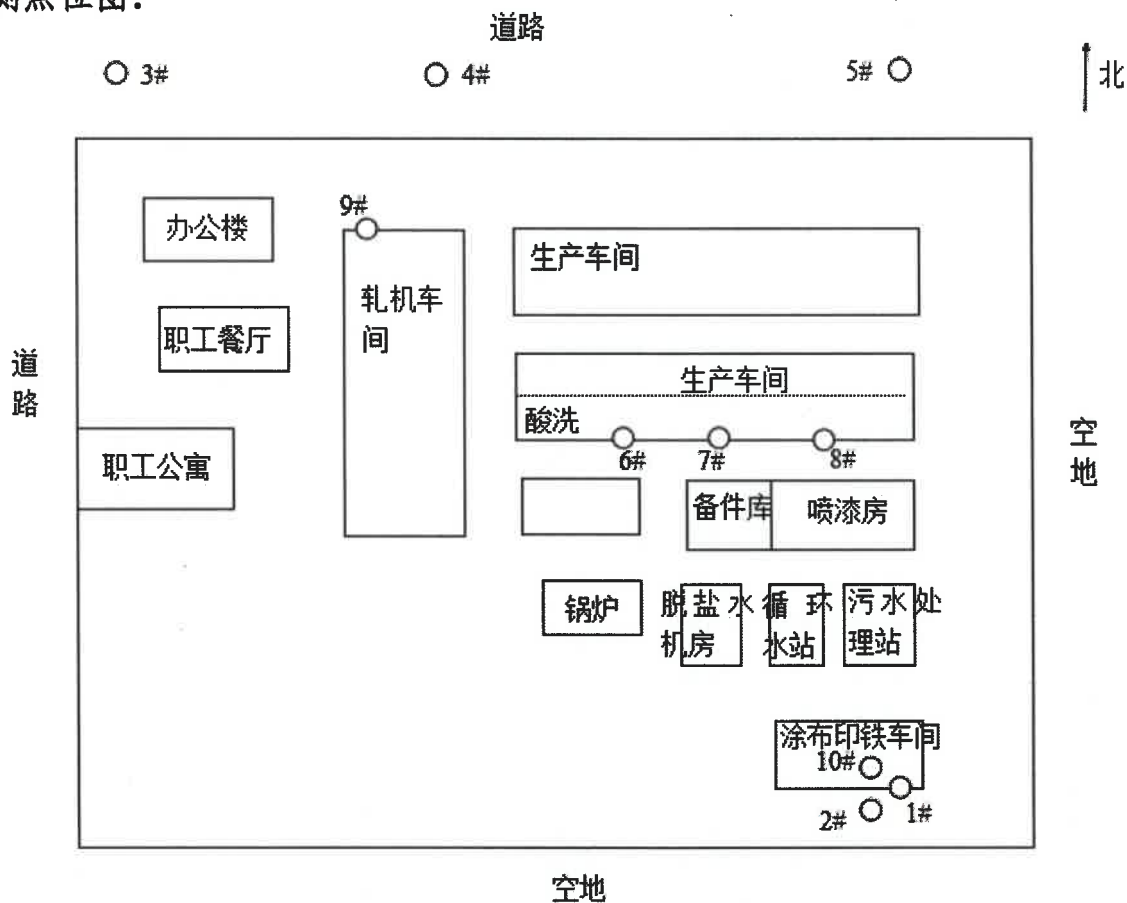 测点位图：
道路
3#
4#
5#
北
办公楼
9#
生产车间
轧机车
间
职工餐厅
道
路
生产车间
酸洗
6#
7#
8#
空
地
职工公寓
备件库
喷漆房
锅炉
脱盐水
机房
循环
水站
污水处
理站
涂布印铁车间
10#
2#
1#
空地